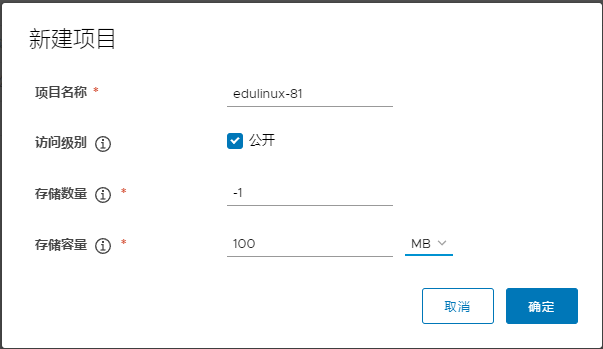 新建项目
项目名称 *
edulinux-81
访问级别
公开
存储数量 *
-1
存储容量 *
100 MB
取消 确定